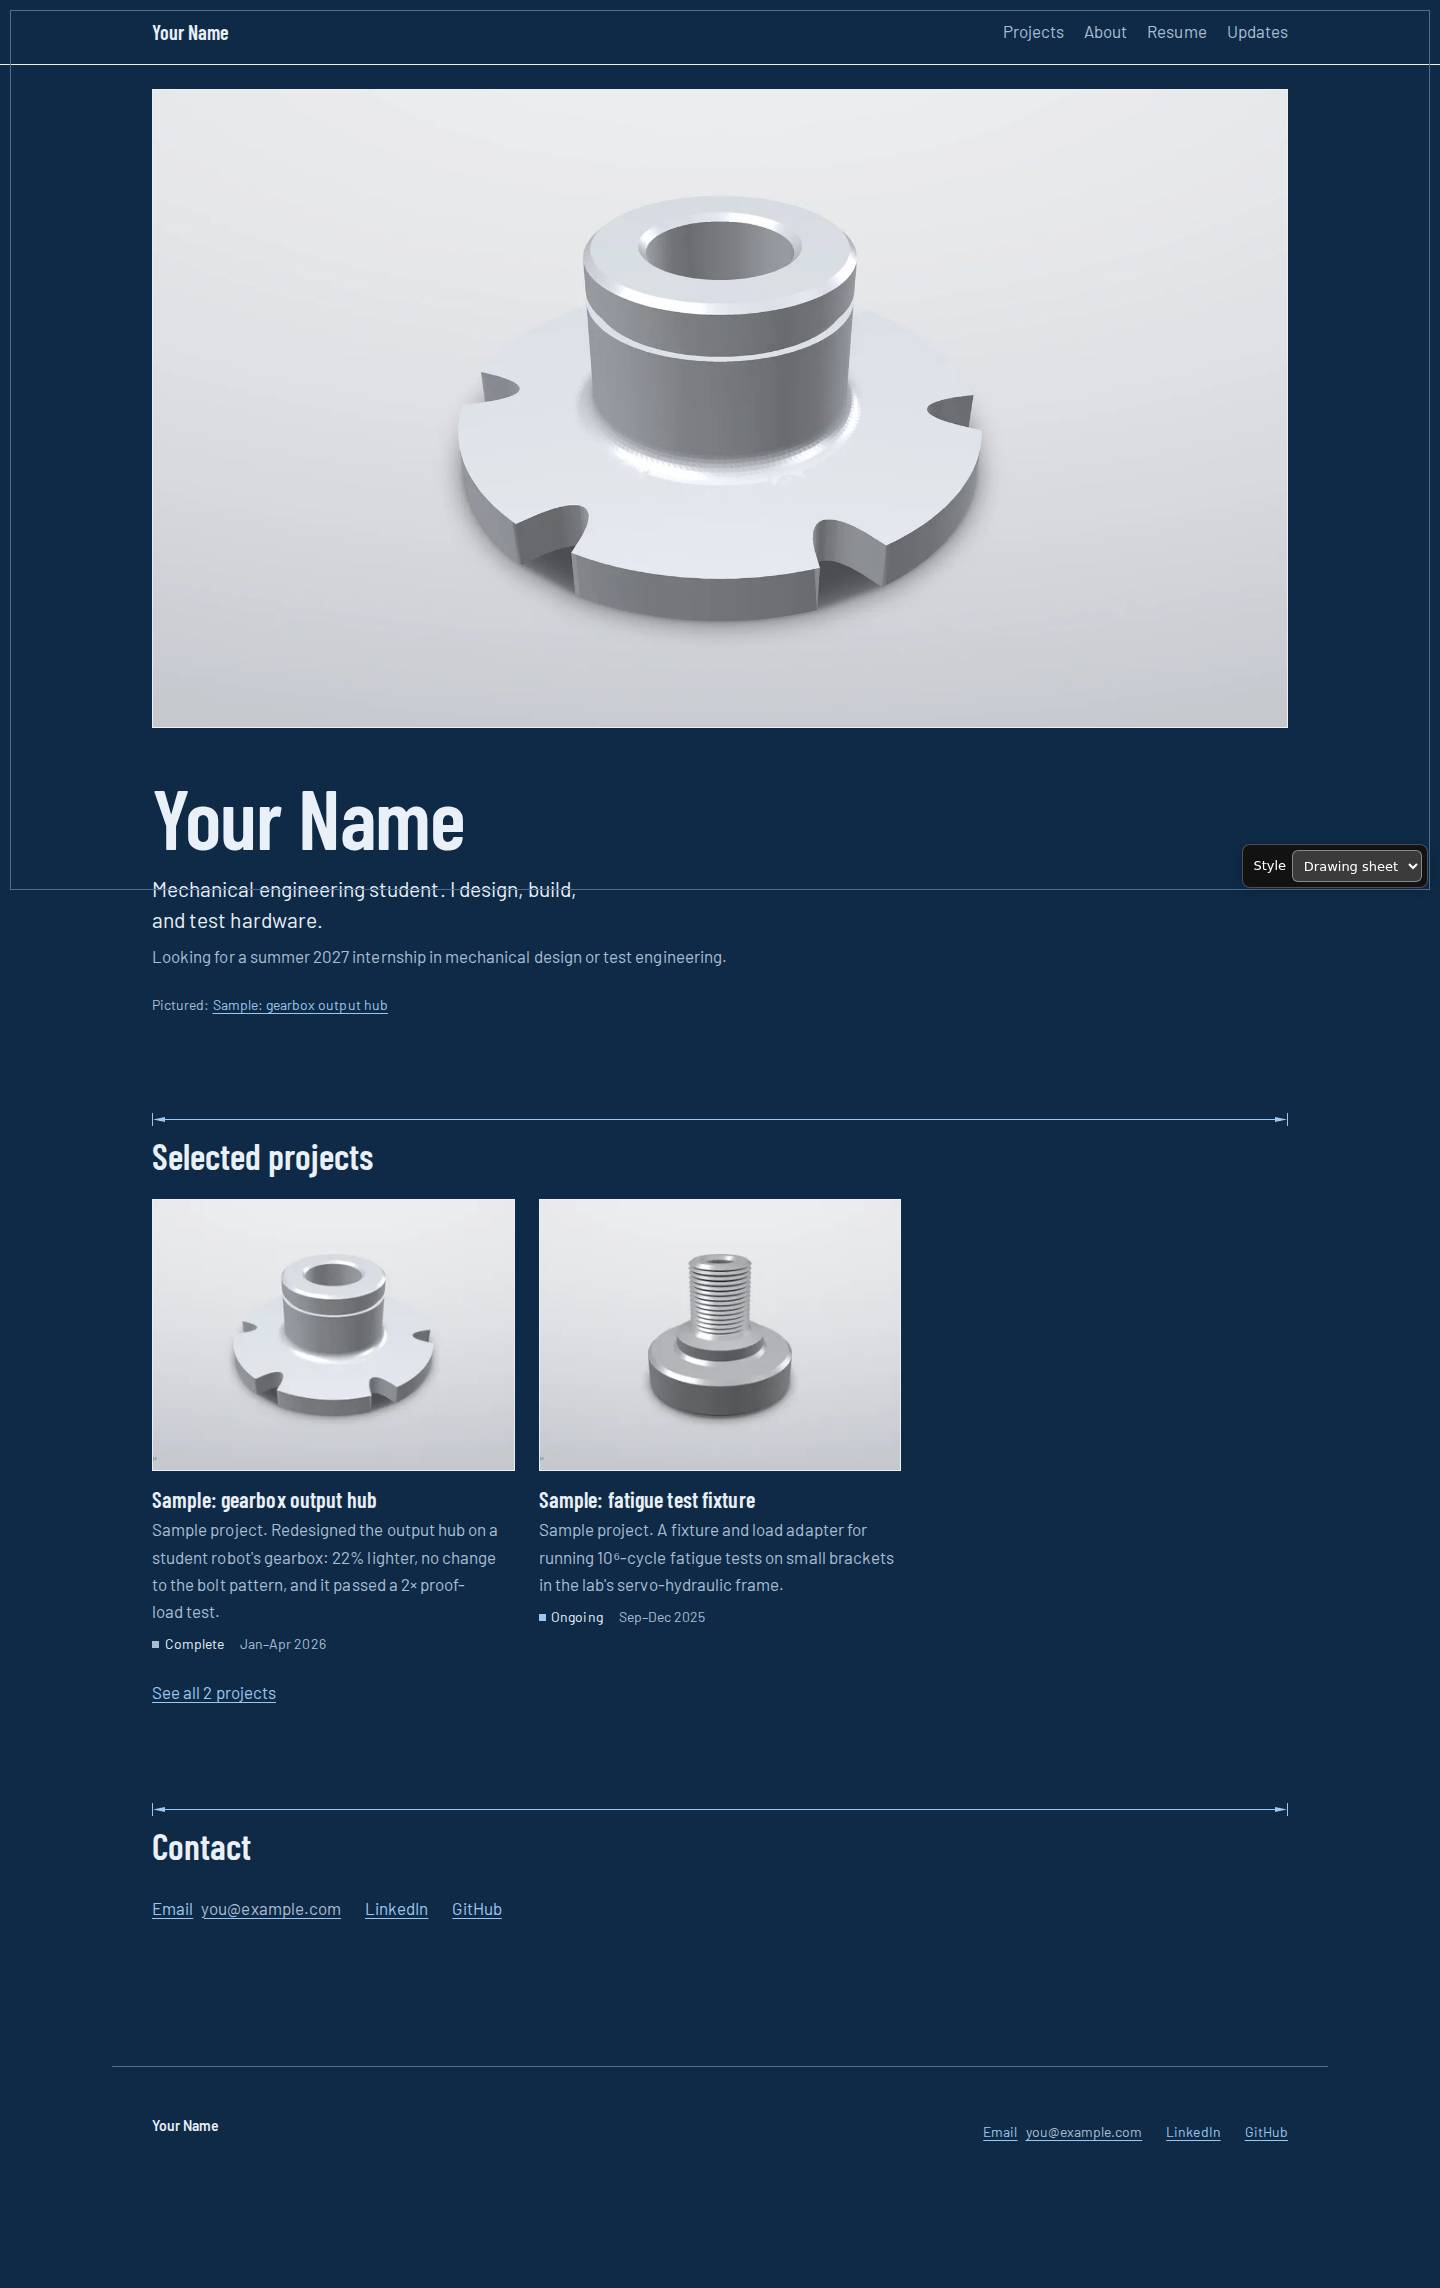 Your Name
Projects About Resume Updates
Your Name
Style Drawing sheet
Mechanical engineering student. I design, build,
and test hardware.
Looking for a summer 2027 internship in mechanical design or test engineering.
Pictured: Sample: gearbox output hub
Selected projects
Sample: gearbox output hub
Sample project. Redesigned the output hub on a
student robot's gearbox: 22% lighter, no change
to the bolt pattern, and it passed a 2× proof-
load test.
Complete Jan–Apr 2026
Sample: fatigue test fixture
Sample project. A fixture and load adapter for
running 10⁶-cycle fatigue tests on small brackets
in the lab's servo-hydraulic frame.
Ongoing Sep–Dec 2025
See all 2 projects
Contact
Email you@example.com LinkedIn GitHub
Your Name
Email you@example.com LinkedIn GitHub